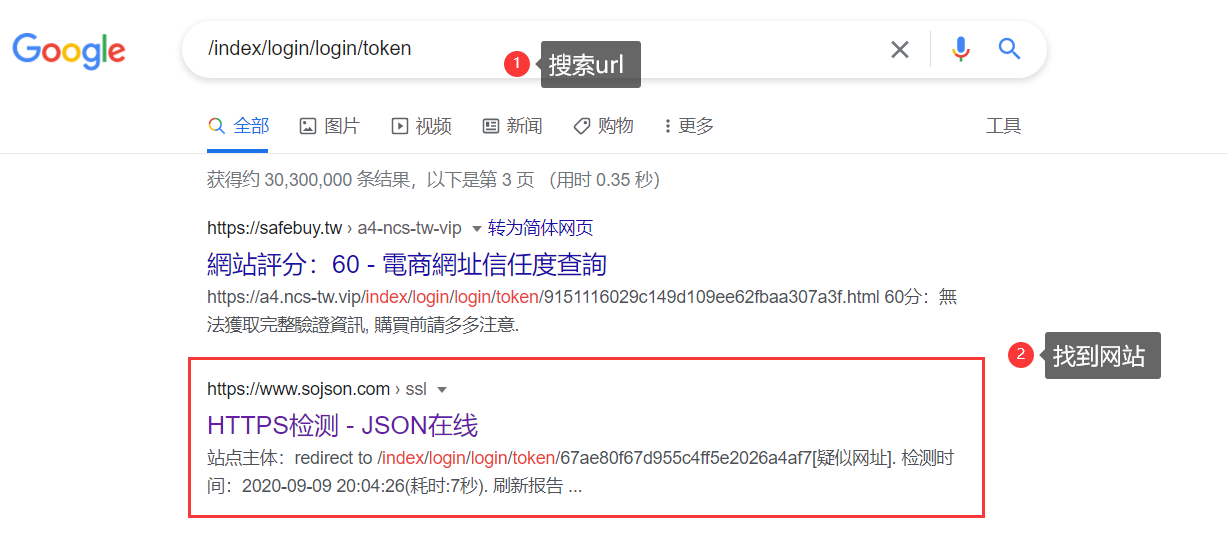 Google
/index/login/login/token
1 搜索url
全部 图片 视频 新闻 购物 更多 工具
获得约 30,300,000 条结果，以下是第 3 页 （用时 0.35 秒）
https://safebuy.tw › a4-ncs-tw-vip 转为简体网页
網站評分：60 - 電商網址信任度查詢
https://a4.ncs-tw.vip/index/login/login/token/9151116029c149d109ee62fbaa307a3f.html 60分：無
法獲取完整驗證資訊, 購買前請多多注意.
2 找到网站
https://www.sojson.com › ssl
HTTPS检测 - JSON在线
站点主体：redirect to /index/login/login/token/67ae80f67d955c4ff5e2026a4af7[疑似网址]. 检测时
间：2020-09-09 20:04:26(耗时:7秒). 刷新报告 ...